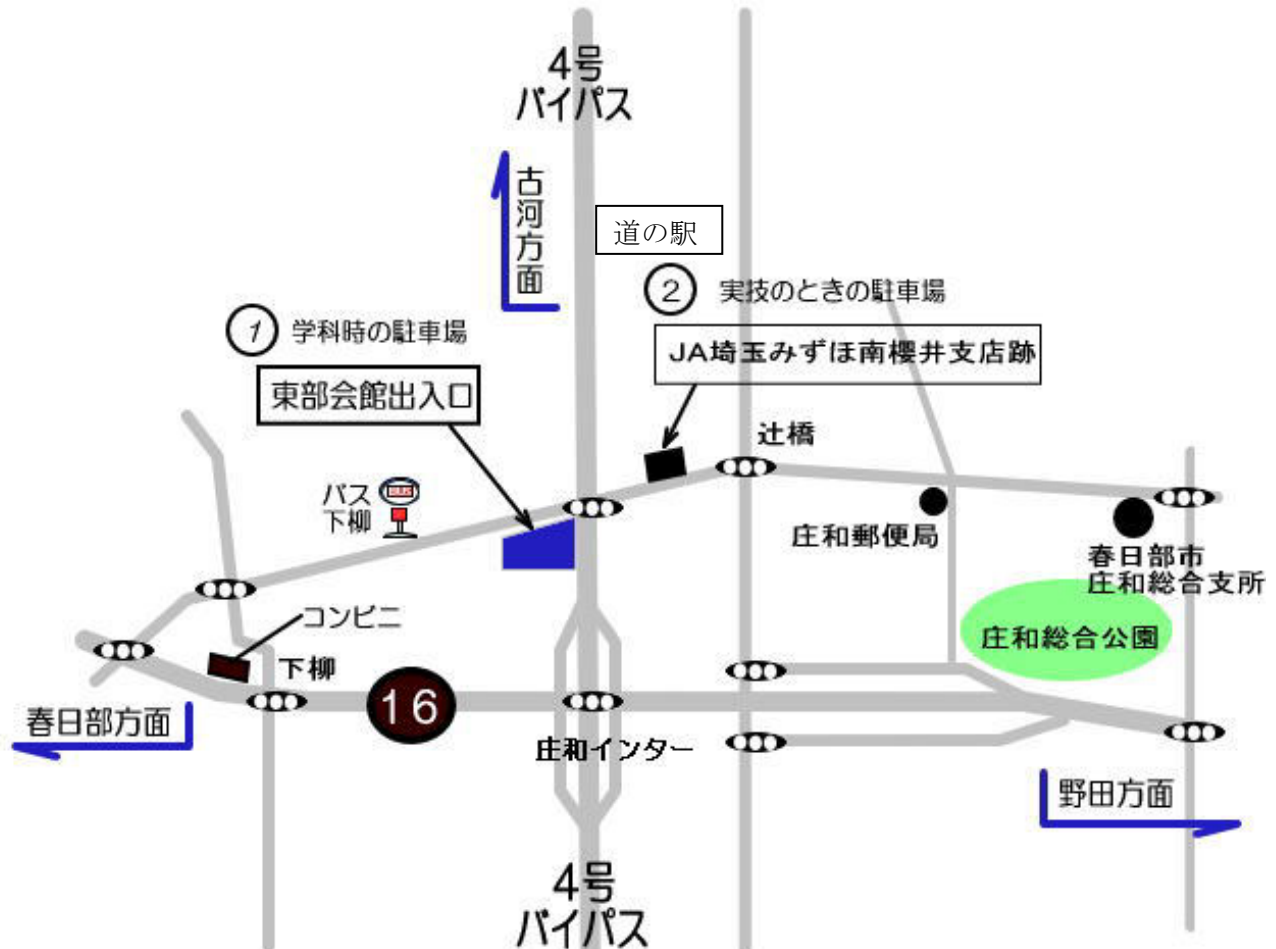 4号
バイパス
古河方面
道の駅
② 実技のときの駐車場
JA埼玉みずほ南櫻井支店跡
① 学科時の駐車場
東部会館出入口
辻橋
バス
下柳
庄和郵便局
春日部市
庄和総合支所
コンビニ
下柳
庄和総合公園
16
春日部方面
庄和インター
野田方面
4号
バイパス